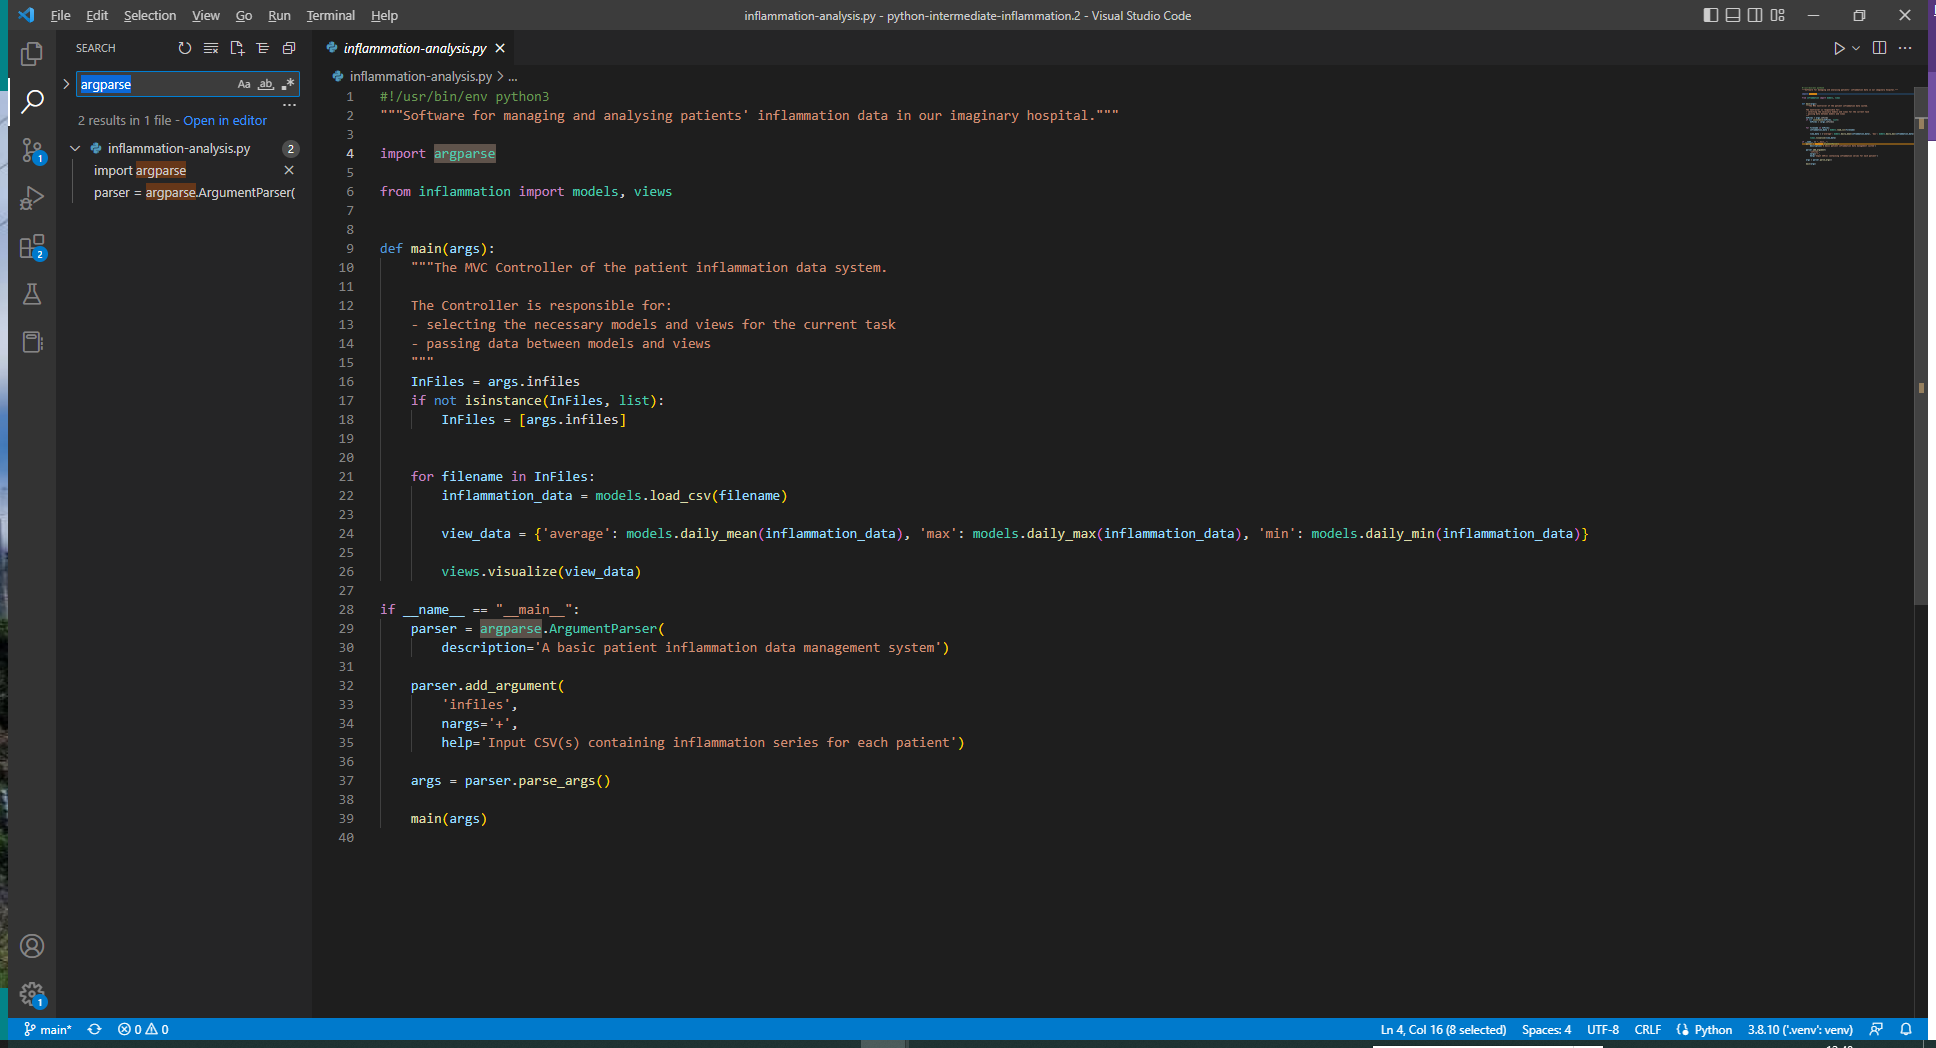 File Edit Selection View Go Run Terminal Help
inflammation-analysis.py - python-intermediate-inflammation.2 - Visual Studio Code
SEARCH
argparse
Aa ab .*
2 results in 1 file - Open in editor
inflammation-analysis.py 2
import argparse
parser = argparse.ArgumentParser(
1
2
1
inflammation-analysis.py
inflammation-analysis.py > ...
1 #!/usr/bin/env python3
2 """Software for managing and analysing patients' inflammation data in our imaginary hospital."""
3
4 import argparse
5
6 from inflammation import models, views
7
8
9 def main(args):
10 """The MVC Controller of the patient inflammation data system.
11
12 The Controller is responsible for:
13 - selecting the necessary models and views for the current task
14 - passing data between models and views
15 """
16 InFiles = args.infiles
17 if not isinstance(InFiles, list):
18 InFiles = [args.infiles]
19
20
21 for filename in InFiles:
22 inflammation_data = models.load_csv(filename)
23
24 view_data = {'average': models.daily_mean(inflammation_data), 'max': models.daily_max(inflammation_data), 'min': models.daily_min(inflammation_data)}
25
26 views.visualize(view_data)
27
28 if __name__ == "__main__":
29 parser = argparse.ArgumentParser(
30 description='A basic patient inflammation data management system')
31
32 parser.add_argument(
33 'infiles',
34 nargs='+',
35 help='Input CSV(s) containing inflammation series for each patient')
36
37 args = parser.parse_args()
38
39 main(args)
40
main* 0 0
Ln 4, Col 16 (8 selected) Spaces: 4 UTF-8 CRLF Python 3.8.10 ('.venv': venv)